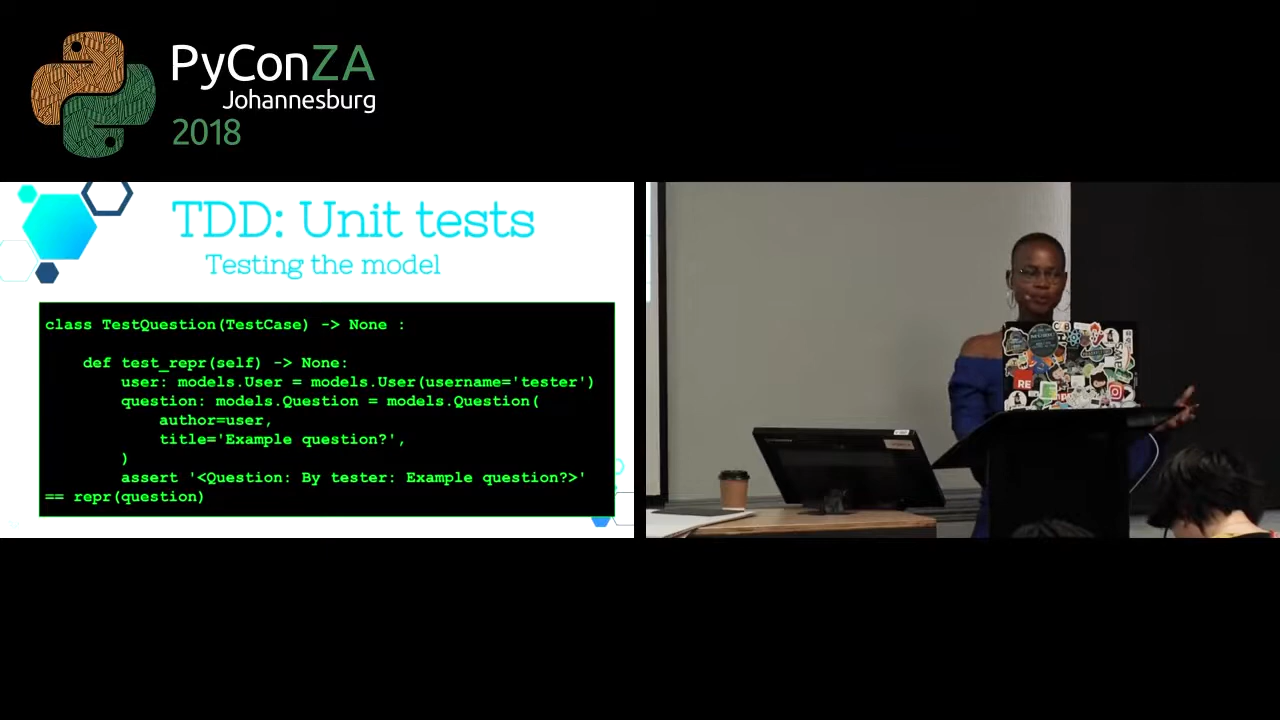 PyConZA
Johannesburg
2018
TDD: Unit tests
Testing the model
class TestQuestion(TestCase) -> None :
def test_repr(self) -> None:
user: models.User = models.User(username='tester')
question: models.Question = models.Question(
author=user,
title='Example question?',
)
assert '<Question: By tester: Example question?>'
== repr(question)
RE